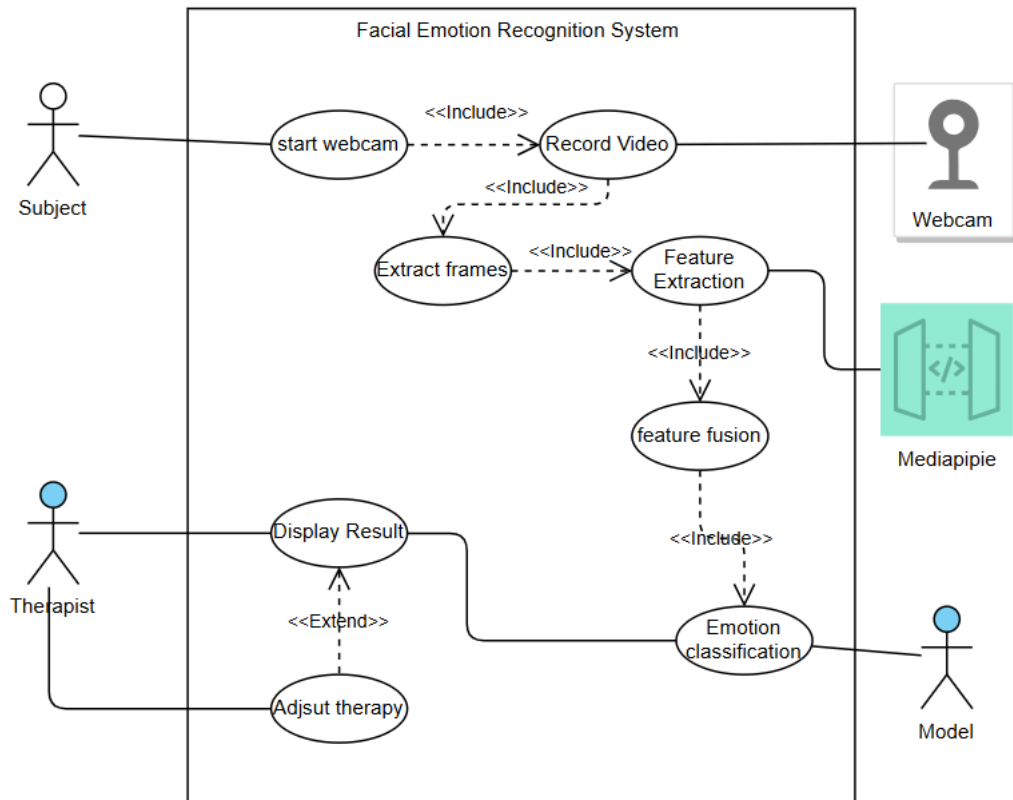 Facial Emotion Recognition System
<<Include>>
start webcam
Record Video
Subject
Webcam
<<Include>>
Extract frames
<<Include>>
Feature
Extraction
<<Include>>
feature fusion
Mediapipie
<<Include>>
Display Result
Therapist
<<Extend>>
Emotion
classification
Adjsut therapy
Model